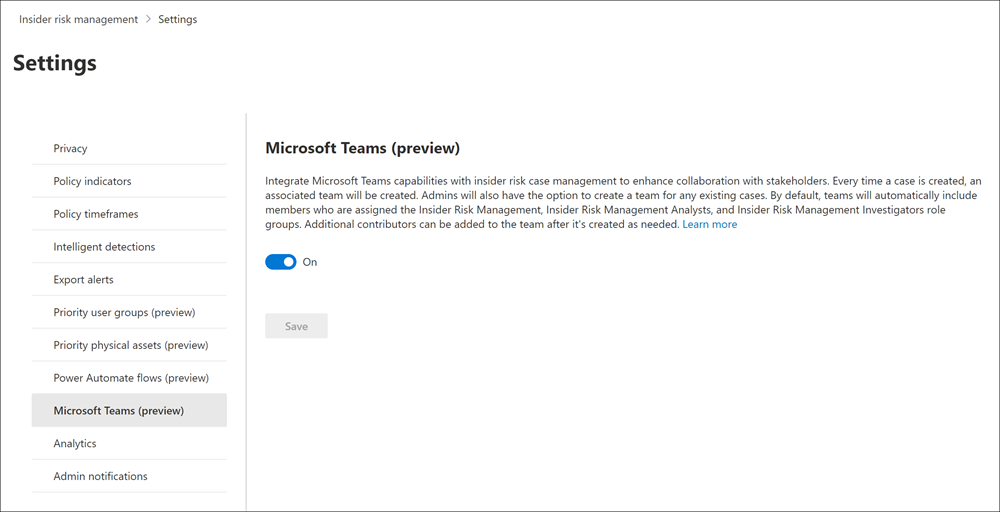 Insider risk management > Settings
Settings
Privacy
Policy indicators
Policy timeframes
Intelligent detections
Export alerts
Priority user groups (preview)
Priority physical assets (preview)
Power Automate flows (preview)
Microsoft Teams (preview)
Analytics
Admin notifications
Microsoft Teams (preview)
Integrate Microsoft Teams capabilities with insider risk case management to enhance collaboration with stakeholders. Every time a case is created, an
associated team will be created. Admins will also have the option to create a team for any existing cases. By default, teams will automatically include
members who are assigned the Insider Risk Management, Insider Risk Management Analysts, and Insider Risk Management Investigators role
groups. Additional contributors can be added to the team after it's created as needed. Learn more
On
Save